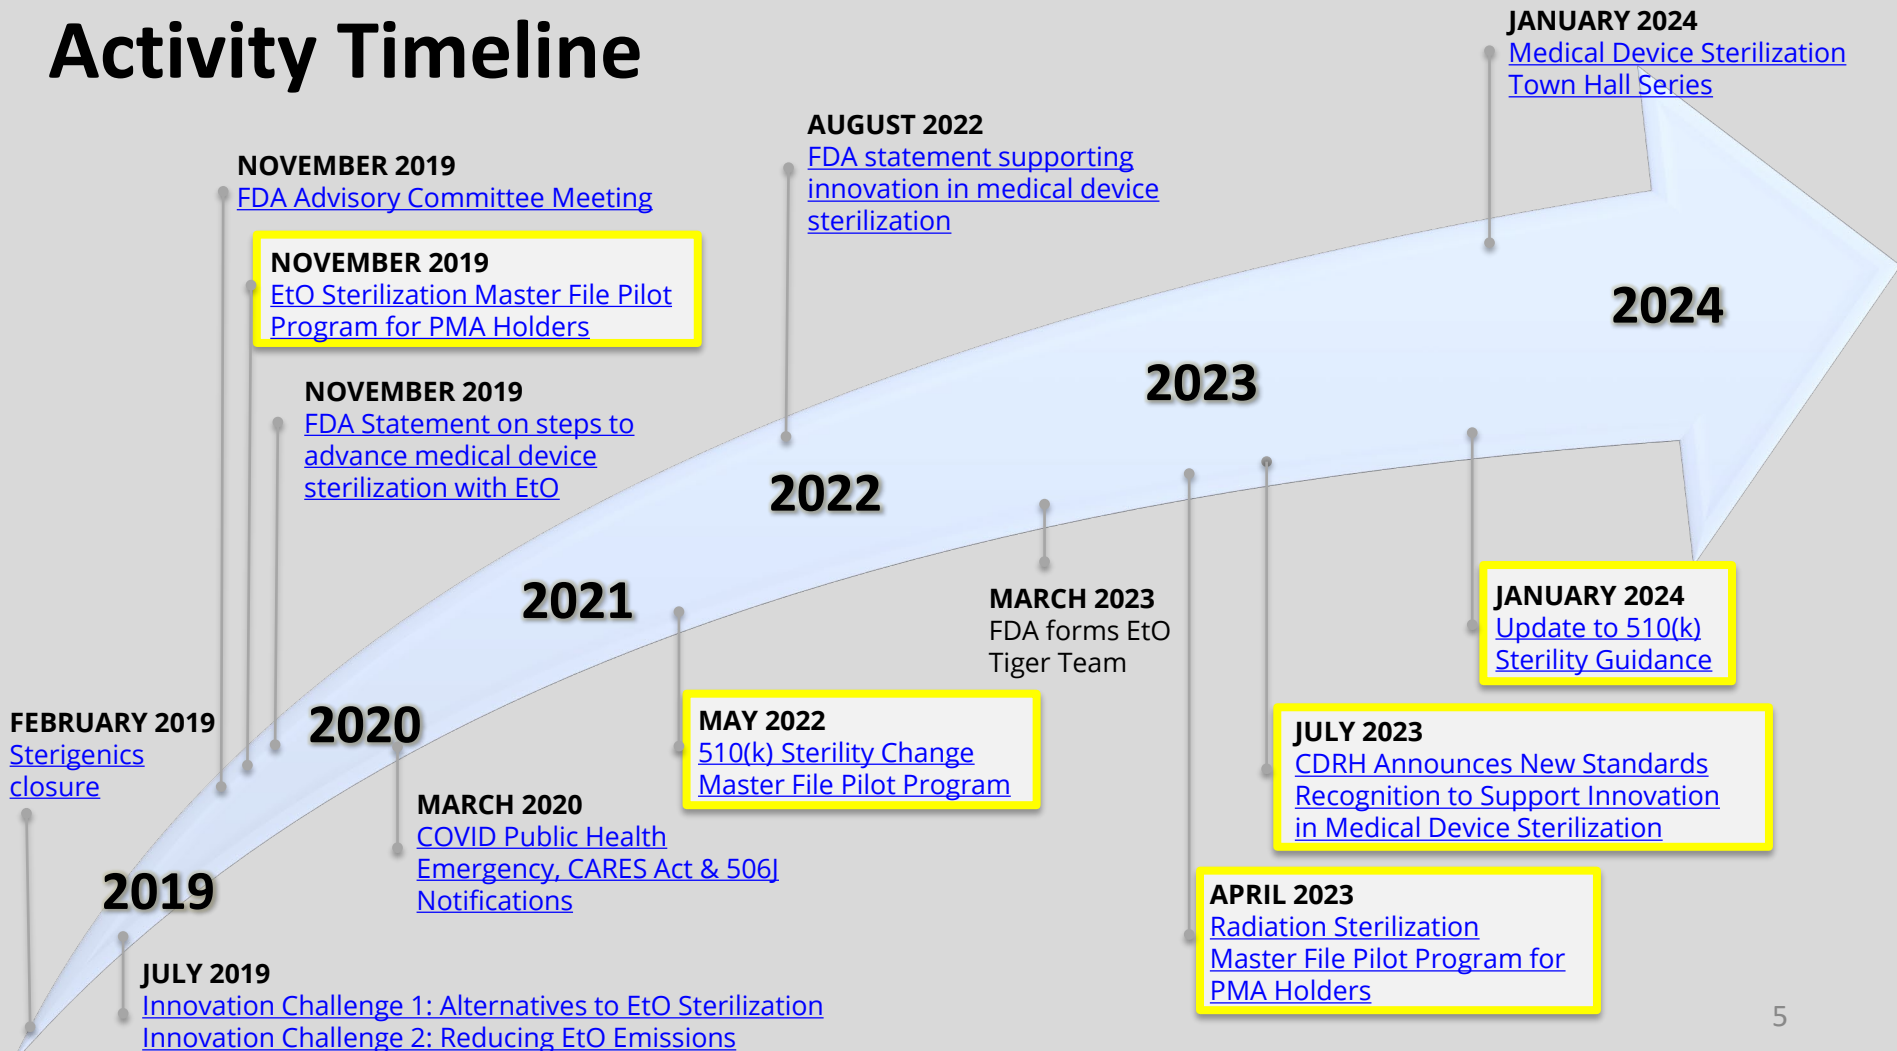 Activity Timeline
JANUARY 2024
Medical Device Sterilization
Town Hall Series
AUGUST 2022
FDA statement supporting
innovation in medical device
sterilization
NOVEMBER 2019
FDA Advisory Committee Meeting
NOVEMBER 2019
EtO Sterilization Master File Pilot
Program for PMA Holders
NOVEMBER 2019
FDA Statement on steps to
advance medical device
sterilization with EtO
2024
2023
2022
2021
2020
2019
MARCH 2023
FDA forms EtO
Tiger Team
JANUARY 2024
Update to 510(k)
Sterility Guidance
FEBRUARY 2019
Sterigenics
closure
MAY 2022
510(k) Sterility Change
Master File Pilot Program
JULY 2023
CDRH Announces New Standards
Recognition to Support Innovation
in Medical Device Sterilization
MARCH 2020
COVID Public Health
Emergency, CARES Act & 506J
Notifications
APRIL 2023
Radiation Sterilization
Master File Pilot Program for
PMA Holders
JULY 2019
Innovation Challenge 1: Alternatives to EtO Sterilization
Innovation Challenge 2: Reducing EtO Emissions
5